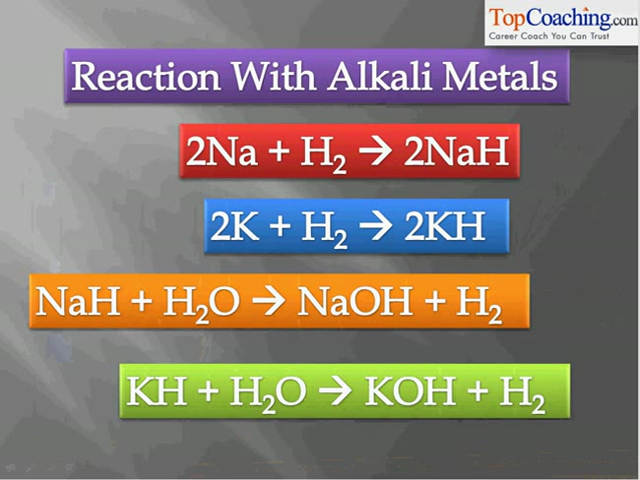 TopCoaching.com
Career Coach You Can Trust
Reaction With Alkali Metals
2Na + H₂ → 2NaH
2K + H₂ → 2KH
NaH + H₂O → NaOH + H₂
KH + H₂O → KOH + H₂